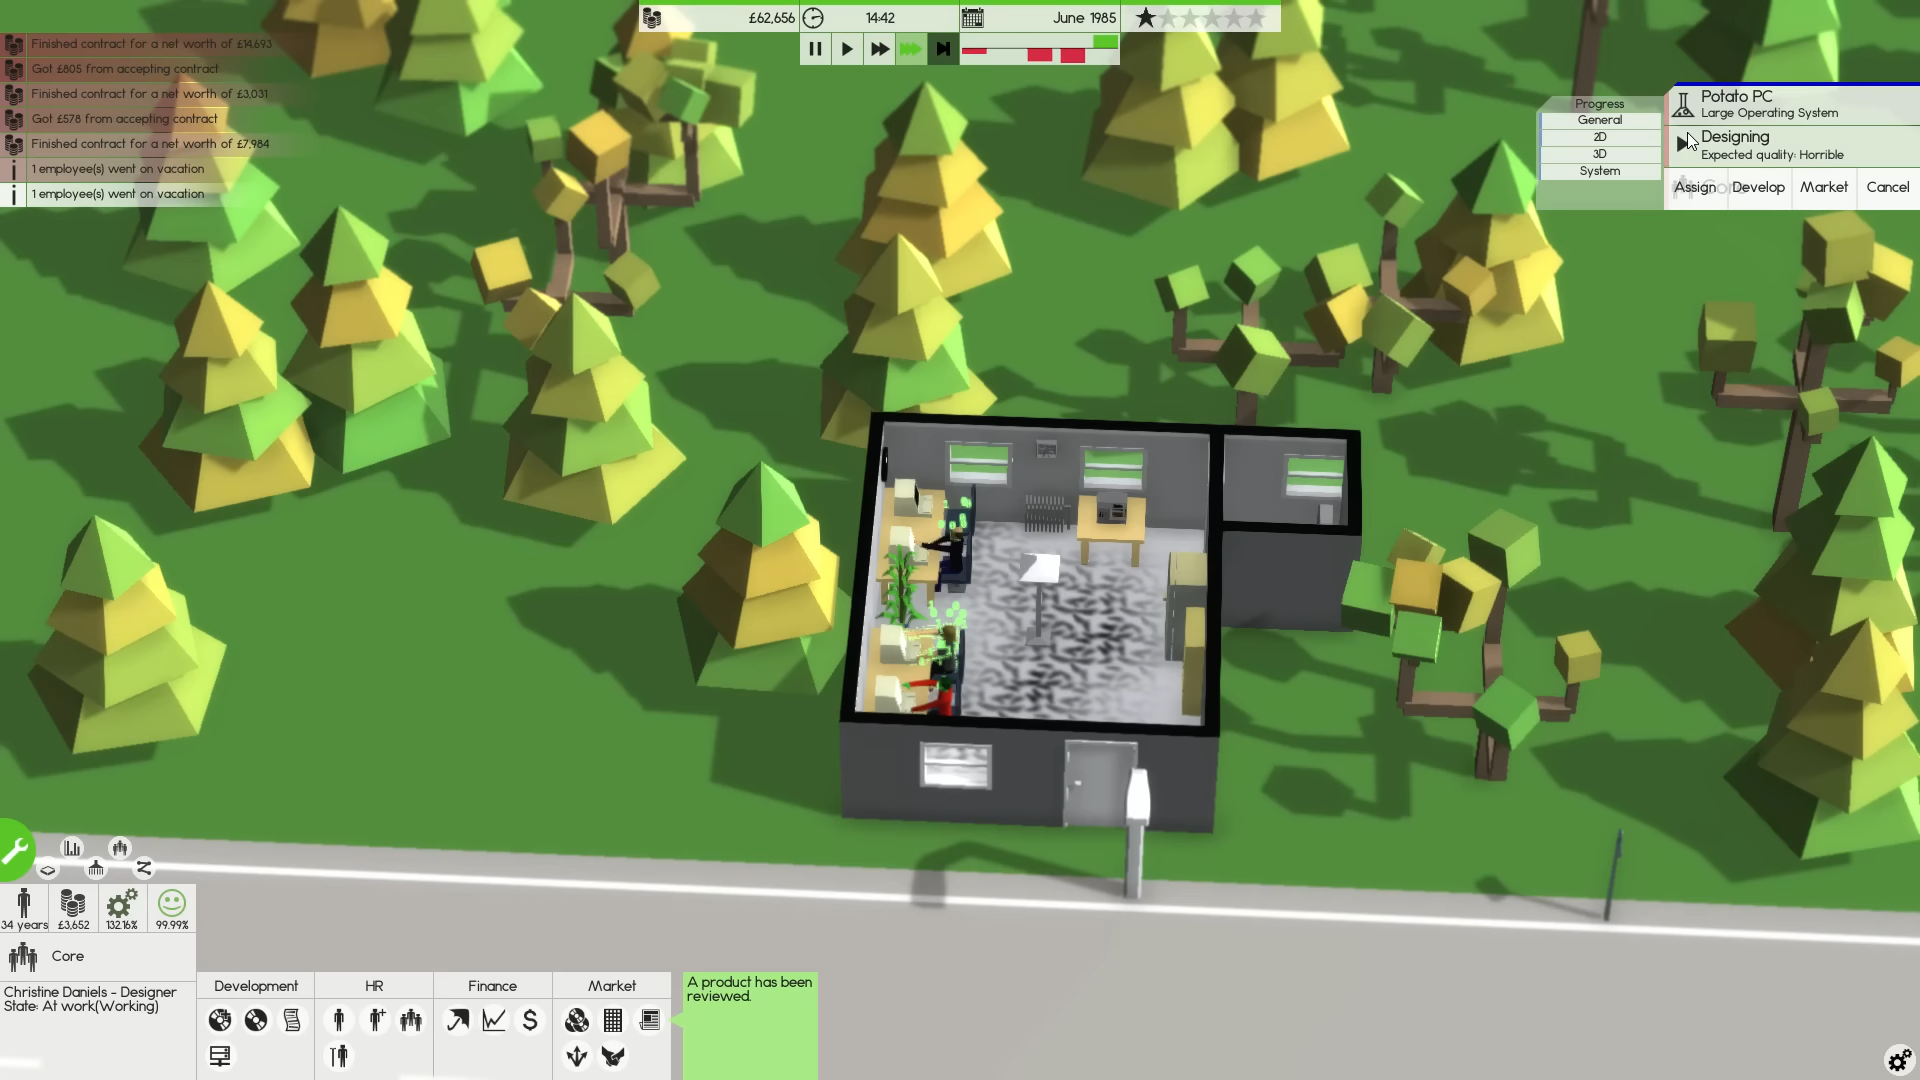 £62,656
14:42
June 1985
Finished contract for a net worth of £14,693
Got £805 from accepting contract
Finished contract for a net worth of £3,031
Got £578 from accepting contract
Finished contract for a net worth of £7,984
1 employee(s) went on vacation
1 employee(s) went on vacation
Progress
General
2D
3D
System
Potato PC
Large Operating System
Designing
Expected quality: Horrible
Assign Develop Market Cancel
34 years £3,652 132.16% 99.99%
Core
Christine Daniels - Designer
State: At work(Working)
Development HR Finance Market
A product has been
reviewed.